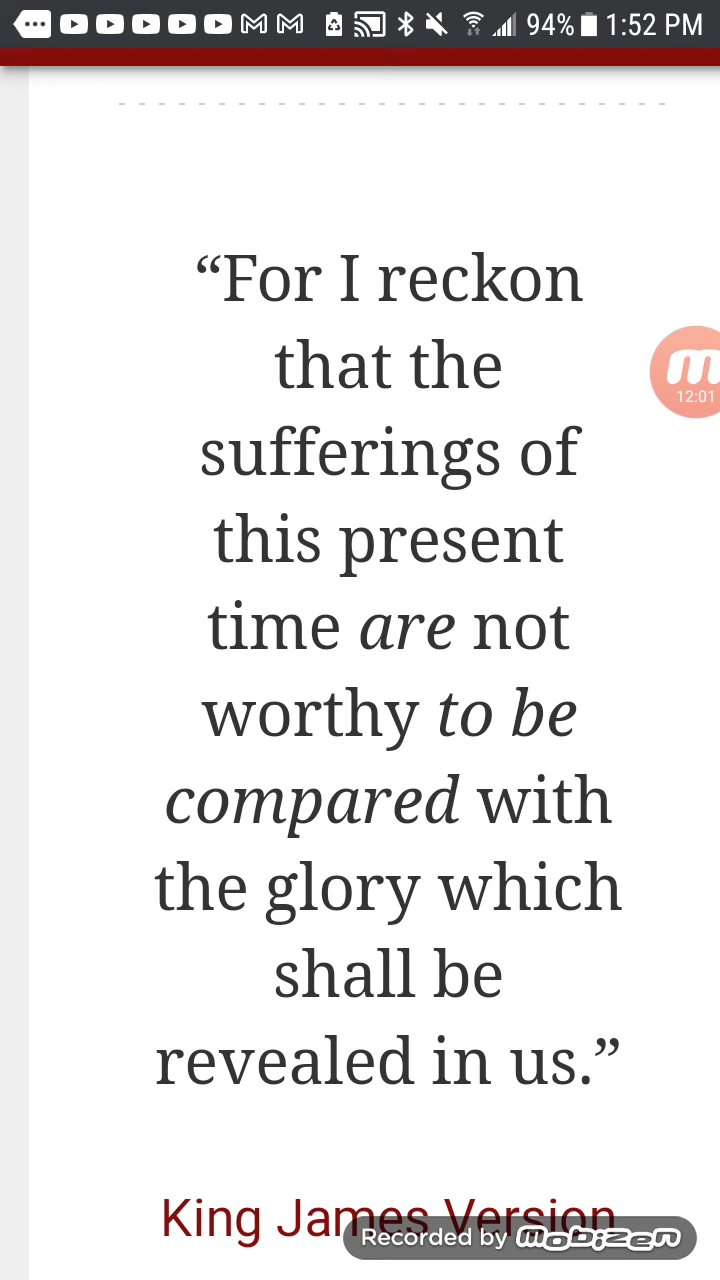 94% 1:52 PM
“For I reckon
that the
sufferings of
this present
time are not
worthy to be
compared with
the glory which
shall be
revealed in us.”
12:01
King James Version
Recorded by mobizen